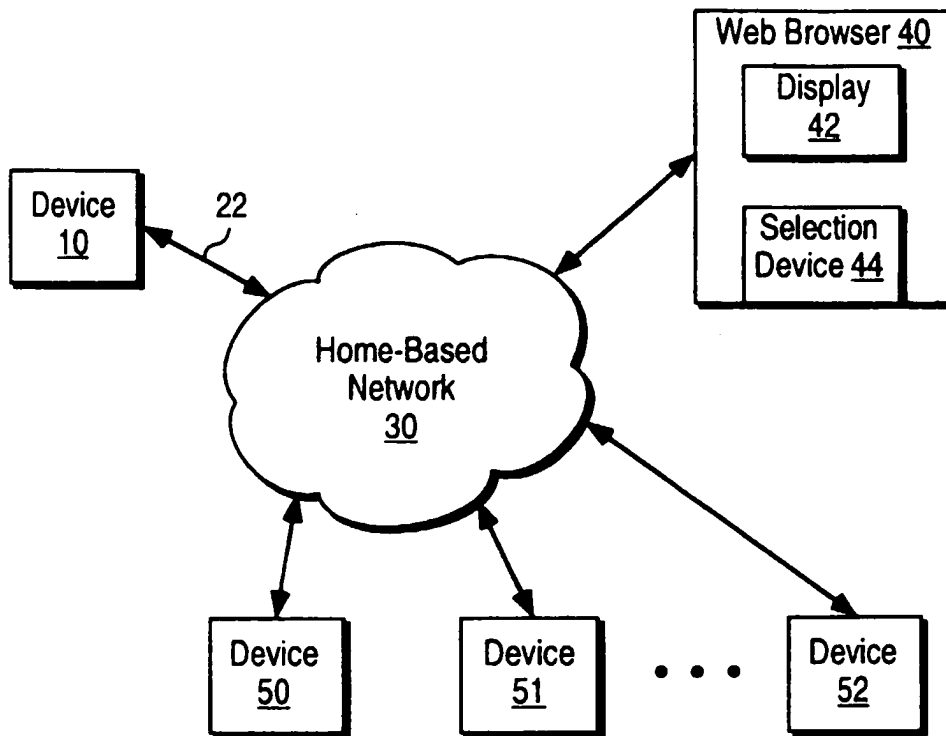 Web Browser 40
Display
42
Selection
Device 44
Device
10
22
Home-Based
Network
30
Device
50
Device
51
Device
52